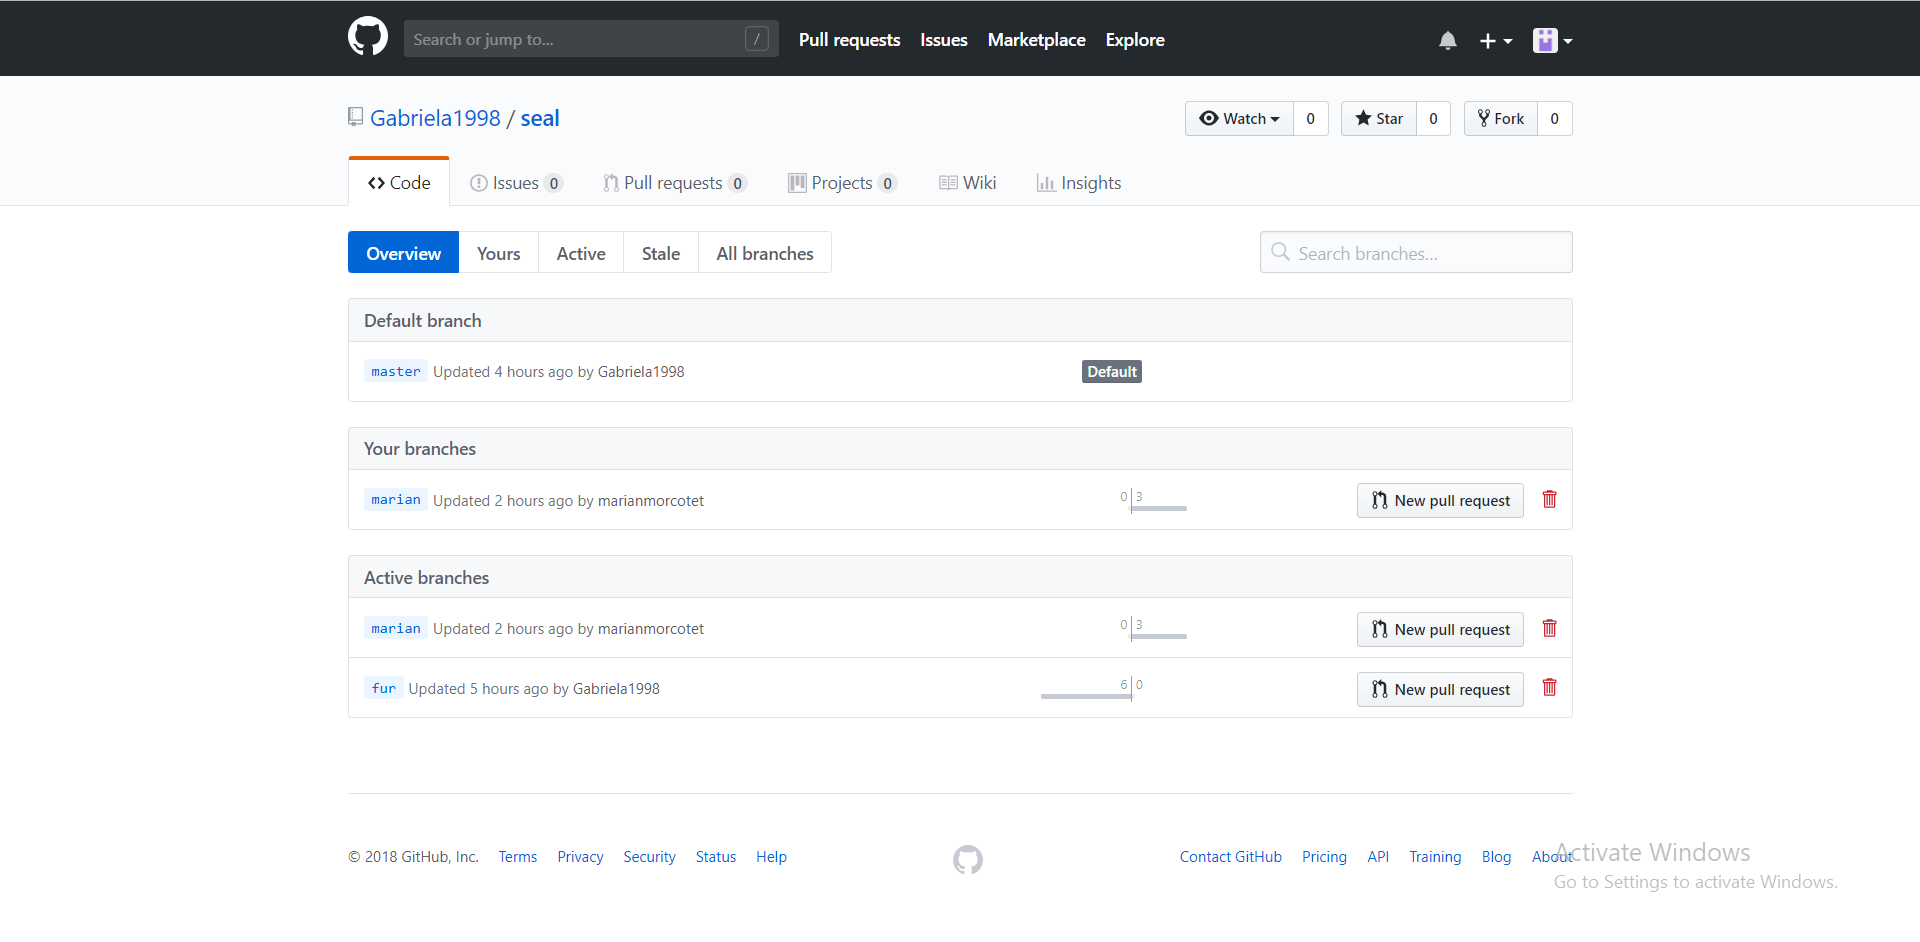 Search or jump to... / Pull requests Issues Marketplace Explore
Gabriela1998 / seal Watch 0 Star 0 Fork 0
Code Issues 0 Pull requests 0 Projects 0 Wiki Insights
Overview Yours Active Stale All branches Search branches...
Default branch
master Updated 4 hours ago by Gabriela1998 Default
Your branches
marian Updated 2 hours ago by marianmorcotet 0 3 New pull request
Active branches
marian Updated 2 hours ago by marianmorcotet 0 3 New pull request
fur Updated 5 hours ago by Gabriela1998 6 0 New pull request
© 2018 GitHub, Inc. Terms Privacy Security Status Help Contact GitHub Pricing API Training Blog About
Activate Windows
Go to Settings to activate Windows.